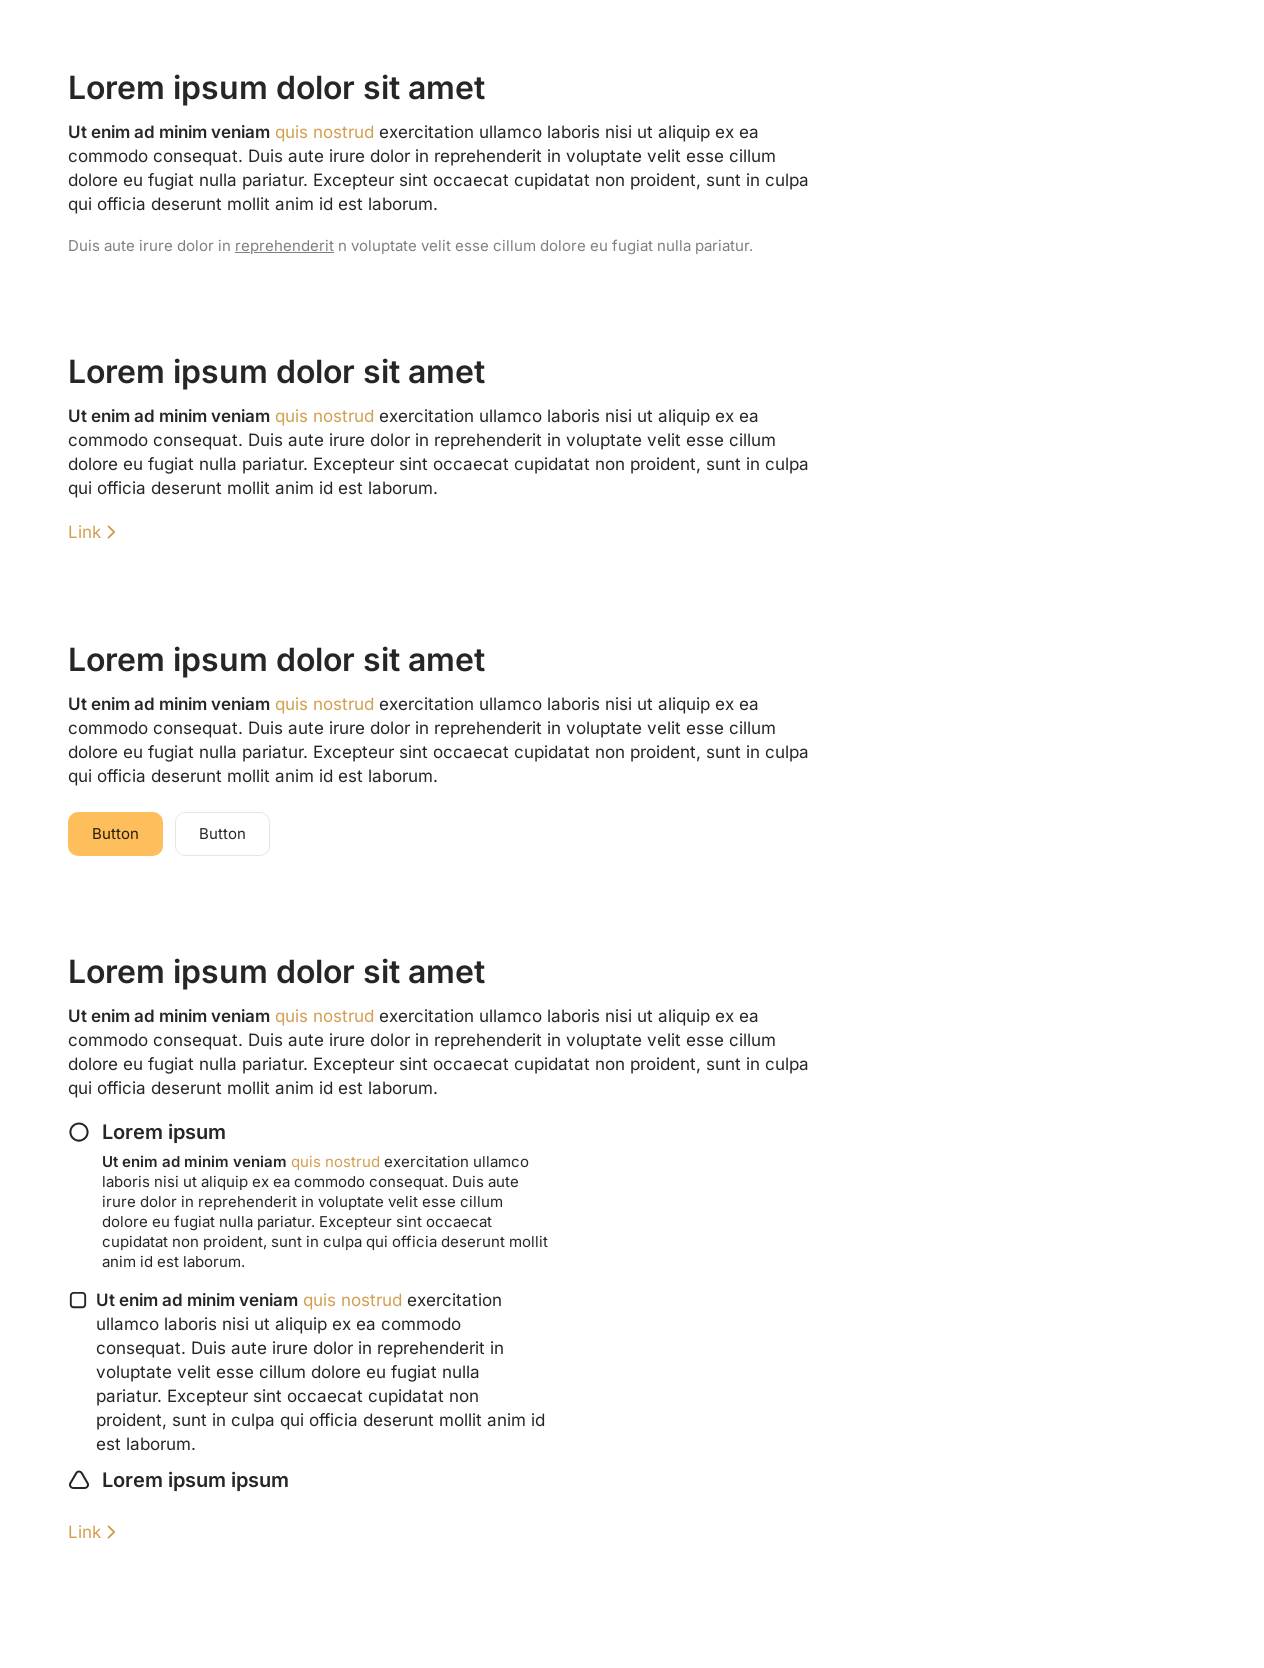 Lorem ipsum dolor sit amet
Ut enim ad minim veniam quis nostrud exercitation ullamco laboris nisi ut aliquip ex ea
commodo consequat. Duis aute irure dolor in reprehenderit in voluptate velit esse cillum
dolore eu fugiat nulla pariatur. Excepteur sint occaecat cupidatat non proident, sunt in culpa
qui officia deserunt mollit anim id est laborum.
Duis aute irure dolor in reprehenderit n voluptate velit esse cillum dolore eu fugiat nulla pariatur.
Lorem ipsum dolor sit amet
Ut enim ad minim veniam quis nostrud exercitation ullamco laboris nisi ut aliquip ex ea
commodo consequat. Duis aute irure dolor in reprehenderit in voluptate velit esse cillum
dolore eu fugiat nulla pariatur. Excepteur sint occaecat cupidatat non proident, sunt in culpa
qui officia deserunt mollit anim id est laborum.
Link
Lorem ipsum dolor sit amet
Ut enim ad minim veniam quis nostrud exercitation ullamco laboris nisi ut aliquip ex ea
commodo consequat. Duis aute irure dolor in reprehenderit in voluptate velit esse cillum
dolore eu fugiat nulla pariatur. Excepteur sint occaecat cupidatat non proident, sunt in culpa
qui officia deserunt mollit anim id est laborum.
Button Button
Lorem ipsum dolor sit amet
Ut enim ad minim veniam quis nostrud exercitation ullamco laboris nisi ut aliquip ex ea
commodo consequat. Duis aute irure dolor in reprehenderit in voluptate velit esse cillum
dolore eu fugiat nulla pariatur. Excepteur sint occaecat cupidatat non proident, sunt in culpa
qui officia deserunt mollit anim id est laborum.
Lorem ipsum
Ut enim ad minim veniam quis nostrud exercitation ullamco
laboris nisi ut aliquip ex ea commodo consequat. Duis aute
irure dolor in reprehenderit in voluptate velit esse cillum
dolore eu fugiat nulla pariatur. Excepteur sint occaecat
cupidatat non proident, sunt in culpa qui officia deserunt mollit
anim id est laborum.
Ut enim ad minim veniam quis nostrud exercitation
ullamco laboris nisi ut aliquip ex ea commodo
consequat. Duis aute irure dolor in reprehenderit in
voluptate velit esse cillum dolore eu fugiat nulla
pariatur. Excepteur sint occaecat cupidatat non
proident, sunt in culpa qui officia deserunt mollit anim id
est laborum.
Lorem ipsum ipsum
Link